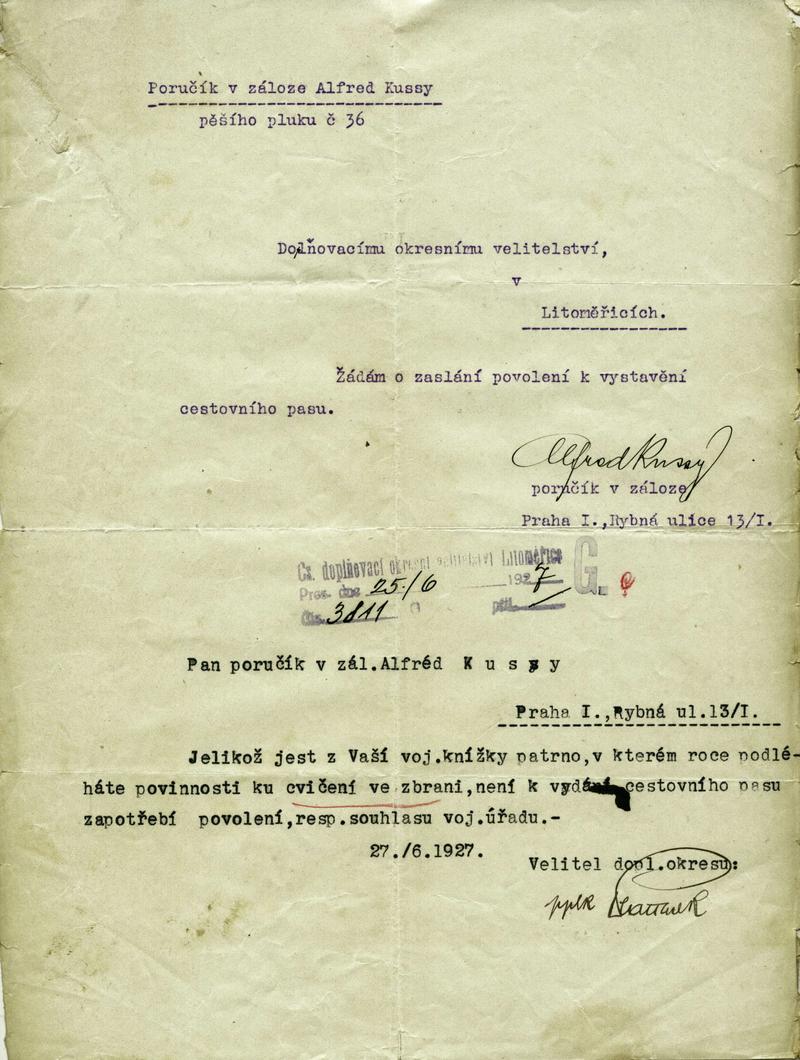 Poručík v záloze Alfred Kussy
pěšího pluku č 36
Doplňovacímu okresnímu velitelství,
v
Litoměřicích.
Žádám o zaslání povolení k vystavění
cestovního pasu.
Alfred Kussy
poručík v záloze
Praha I.,Rybná ulice 13/I.
Čs. doplňovací okresní velitelství Litoměřice
Pres. dne 25./6 1927 G.
Čís. 3811 příl.
Pan poručík v zál.Alfréd K u s s y
Praha I.,Rybná ul.13/I.
Jelikož jest z Vaší voj.knížky patrno,v kterém roce podlé-
háte povinnosti ku cvičení ve zbrani,není k vydání cestovního pasu
zapotřebí povolení,resp.souhlasu voj.úřadu.-
27./6.1927.
Velitel dopl.okresu:
pplk